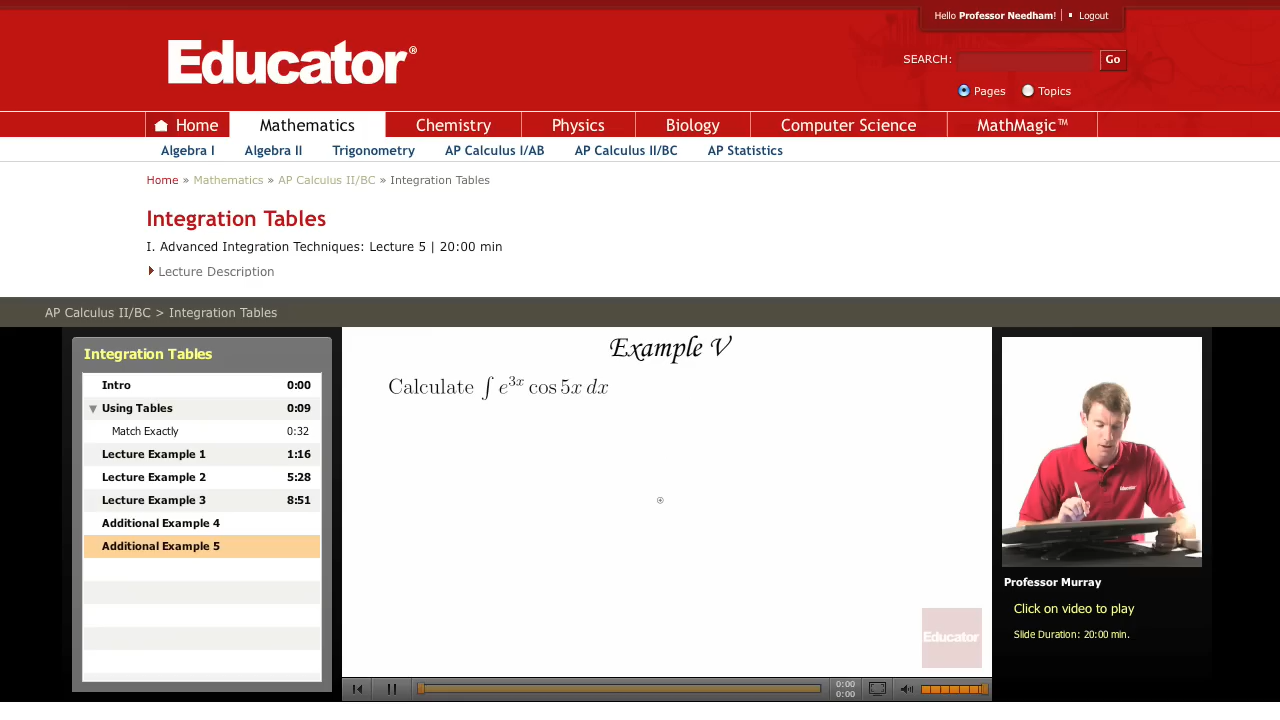 Hello Professor Needham! Logout
Educator®
SEARCH: Go
Pages Topics
Home Mathematics Chemistry Physics Biology Computer Science MathMagic™
Algebra I Algebra II Trigonometry AP Calculus I/AB AP Calculus II/BC AP Statistics
Home » Mathematics » AP Calculus II/BC » Integration Tables
Integration Tables
I. Advanced Integration Techniques: Lecture 5 | 20:00 min
Lecture Description
AP Calculus II/BC > Integration Tables
Integration Tables
Intro 0:00
Using Tables 0:09
Match Exactly 0:32
Lecture Example 1 1:16
Lecture Example 2 5:28
Lecture Example 3 8:51
Additional Example 4
Additional Example 5
Example V
Calculate ∫ e^{3x} cos 5x dx
Educator
0:00
0:00
Educator
Professor Murray
Click on video to play
Slide Duration: 20:00 min.